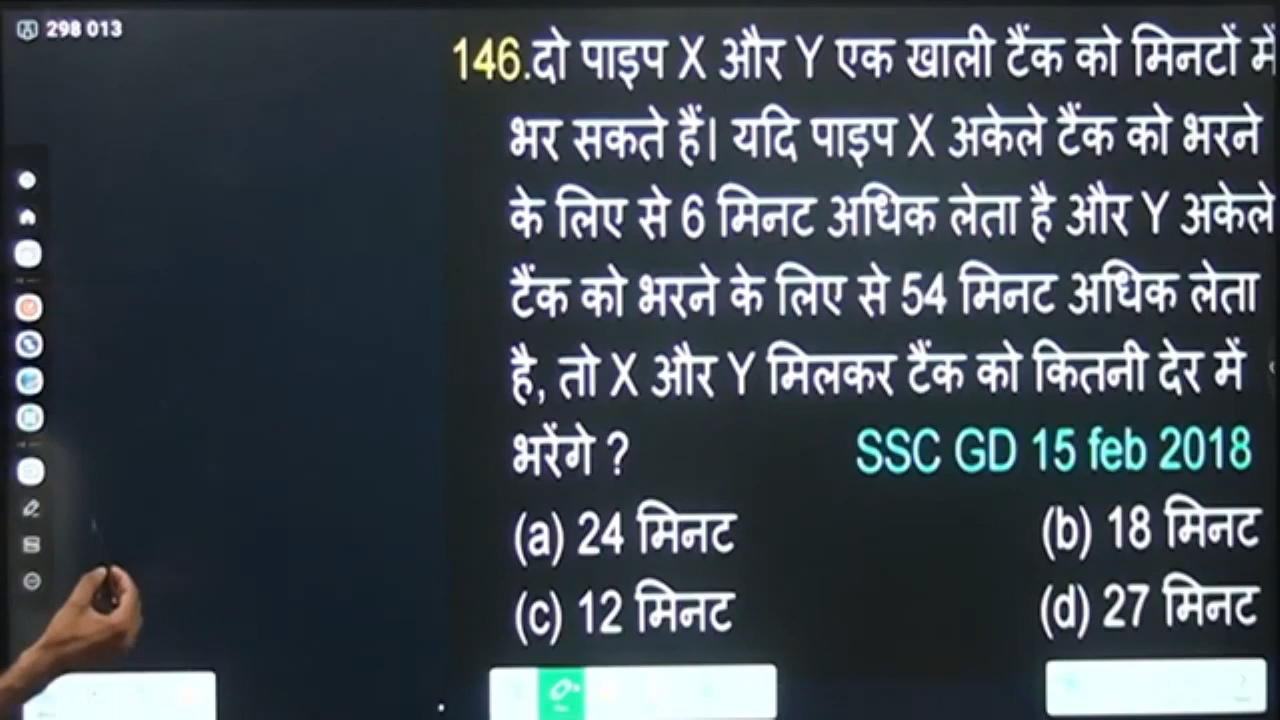 298 013
146.दो पाइप X और Y एक खाली टैंक को मिनटों में
भर सकते हैं। यदि पाइप X अकेले टैंक को भरने
के लिए से 6 मिनट अधिक लेता है और Y अकेले
टैंक को भरने के लिए से 54 मिनट अधिक लेता
है, तो X और Y मिलकर टैंक को कितनी देर में
भरेंगे ?
SSC GD 15 feb 2018
(a) 24 मिनट
(b) 18 मिनट
(c) 12 मिनट
(d) 27 मिनट